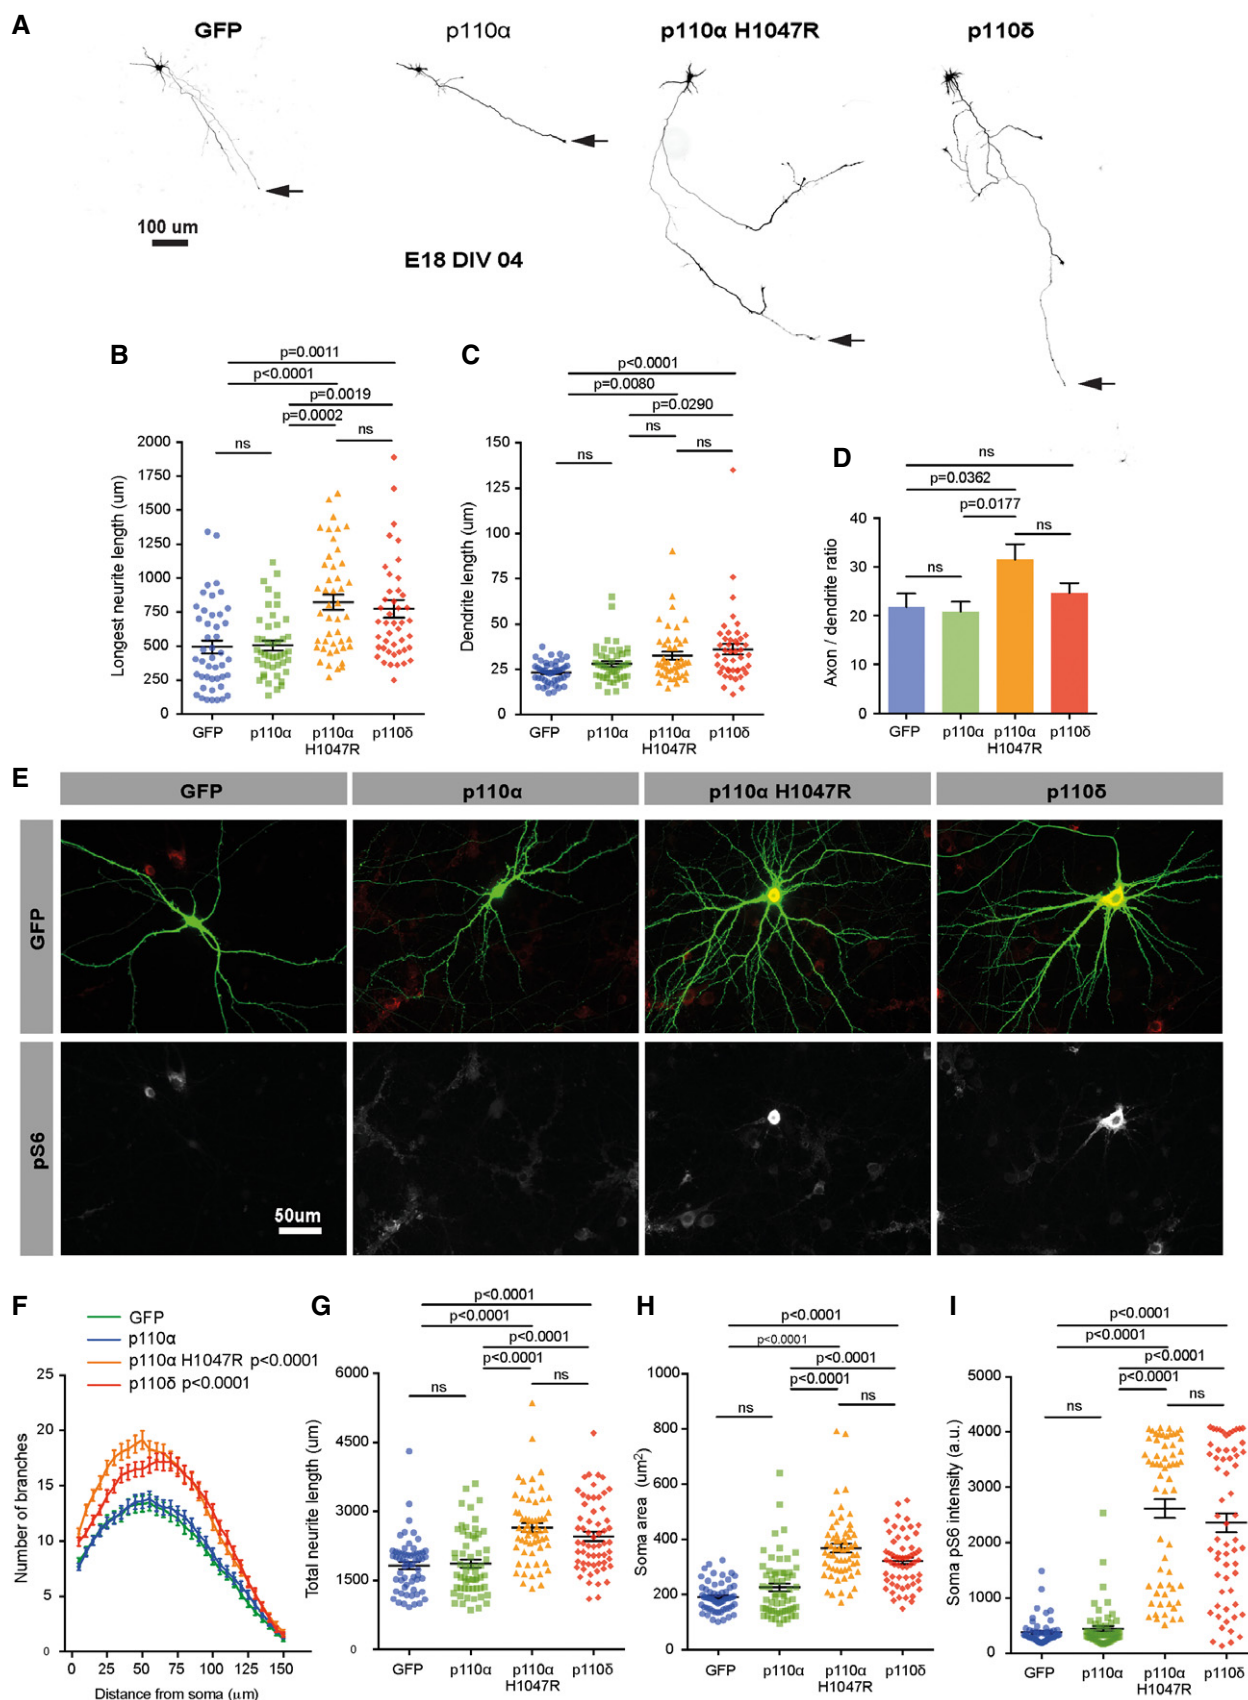 A
GFP
p110α
p110α H1047R
p110δ
100 um
E18 DIV 04
B
p=0.0011
p<0.0001
p=0.0019
p=0.0002
ns
ns
Longest neurite length (um)
2000
1750
1500
1250
1000
750
500
250
0
GFP
p110α
p110α
H1047R
p110δ
C
p<0.0001
p=0.0080
p=0.0290
ns
ns
ns
Dendrite length (um)
150
125
100
75
50
25
0
GFP
p110α
p110α
H1047R
p110δ
D
ns
p=0.0362
p=0.0177
ns
ns
Axon / dendrite ratio
40
30
20
10
0
GFP
p110α
p110α
H1047R
p110δ
E
GFP
p110α
p110α H1047R
p110δ
GFP
pS6
50um
F
GFP
p110α
p110α H1047R p<0.0001
p110δ p<0.0001
Number of branches
25
20
15
10
5
0
0
25
50
75
100
125
150
Distance from soma (μm)
G
p<0.0001
p<0.0001
p<0.0001
p<0.0001
ns
ns
Total neurite length (um)
6000
4500
3000
1500
0
GFP
p110α
p110α
H1047R
p110δ
H
p<0.0001
p<0.0001
p<0.0001
p<0.0001
ns
ns
Soma area (um²)
1000
800
600
400
200
0
GFP
p110α
p110α
H1047R
p110δ
I
p<0.0001
p<0.0001
p<0.0001
p<0.0001
ns
ns
Soma pS6 intensity (a.u.)
5000
4000
3000
2000
1000
0
GFP
p110α
p110α
H1047R
p110δ